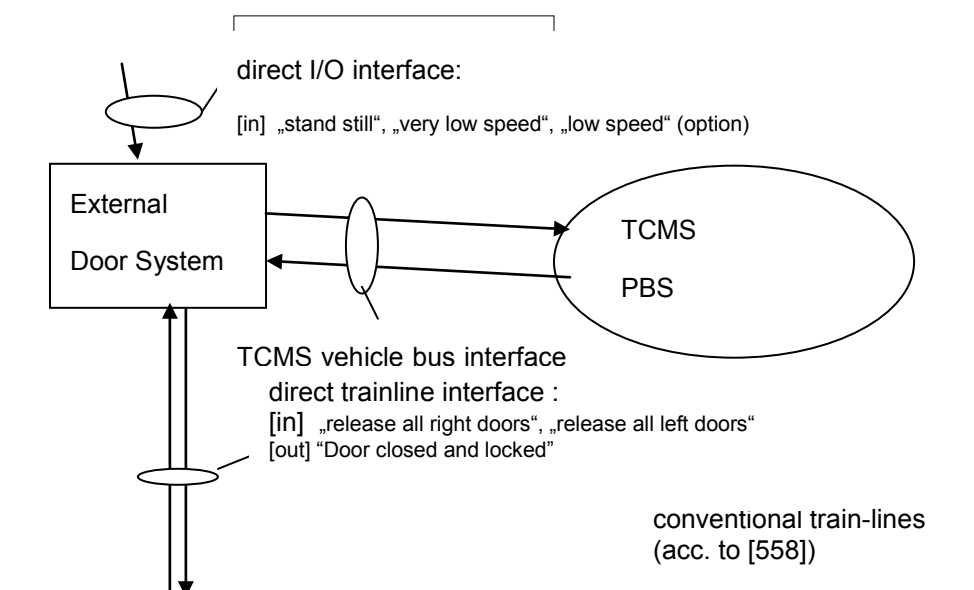 direct I/O interface:
[in] „stand still“, „very low speed“, „low speed“ (option)
External
Door System
TCMS
PBS
TCMS vehicle bus interface
direct trainline interface :
[in] „release all right doors“, „release all left doors“
[out] “Door closed and locked”
conventional train-lines
(acc. to [558])